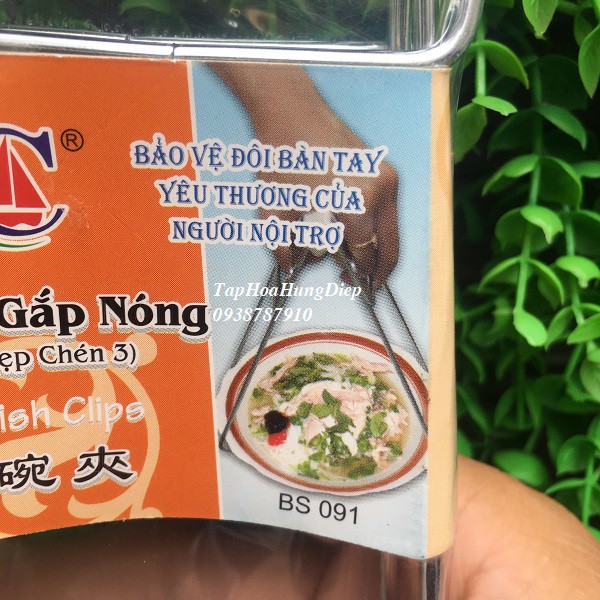 ®
BẢO VỆ ĐÔI BÀN TAY
YÊU THƯƠNG CỦA
NGƯỜI NỘI TRỢ
TapHoaHungDiep
0938787910
Gắp Nóng
ẹp Chén 3)
ish Clips
碗夾
BS 091